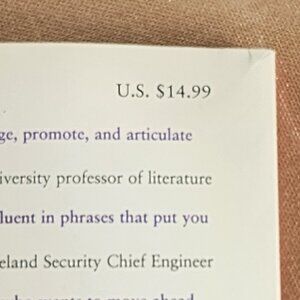 U.S. $14.99
ge, promote, and articulate
iversity professor of literature
luent in phrases that put you
eland Security Chief Engineer